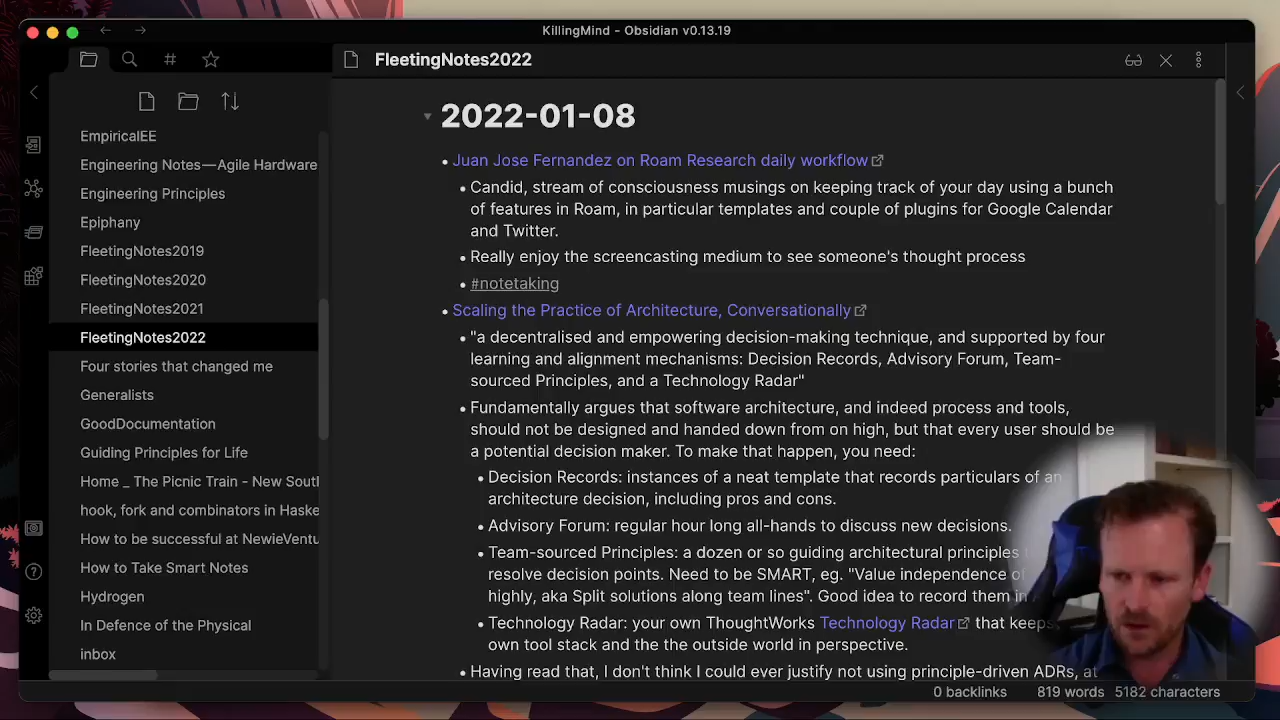 KillingMind - Obsidian v0.13.19
FleetingNotes2022
EmpiricalEE
Engineering Notes—Agile Hardware
Engineering Principles
Epiphany
FleetingNotes2019
FleetingNotes2020
FleetingNotes2021
FleetingNotes2022
Four stories that changed me
Generalists
GoodDocumentation
Guiding Principles for Life
Home _ The Picnic Train - New Sout
hook, fork and combinators in Haske
How to be successful at NewieVentu
How to Take Smart Notes
Hydrogen
In Defence of the Physical
inbox
2022-01-08
Juan Jose Fernandez on Roam Research daily workflow
Candid, stream of consciousness musings on keeping track of your day using a bunch
of features in Roam, in particular templates and couple of plugins for Google Calendar
and Twitter.
Really enjoy the screencasting medium to see someone's thought process
#notetaking
Scaling the Practice of Architecture, Conversationally
"a decentralised and empowering decision-making technique, and supported by four
learning and alignment mechanisms: Decision Records, Advisory Forum, Team-
sourced Principles, and a Technology Radar"
Fundamentally argues that software architecture, and indeed process and tools,
should not be designed and handed down from on high, but that every user should be
a potential decision maker. To make that happen, you need:
Decision Records: instances of a neat template that records particulars of an
architecture decision, including pros and cons.
Advisory Forum: regular hour long all-hands to discuss new decisions.
Team-sourced Principles: a dozen or so guiding architectural principles
resolve decision points. Need to be SMART, eg. "Value independence of
highly, aka Split solutions along team lines". Good idea to record them in
Technology Radar: your own ThoughtWorks Technology Radar that keeps
own tool stack and the the outside world in perspective.
Having read that, I don't think I could ever justify not using principle-driven ADRs, at
0 backlinks 819 words 5182 characters